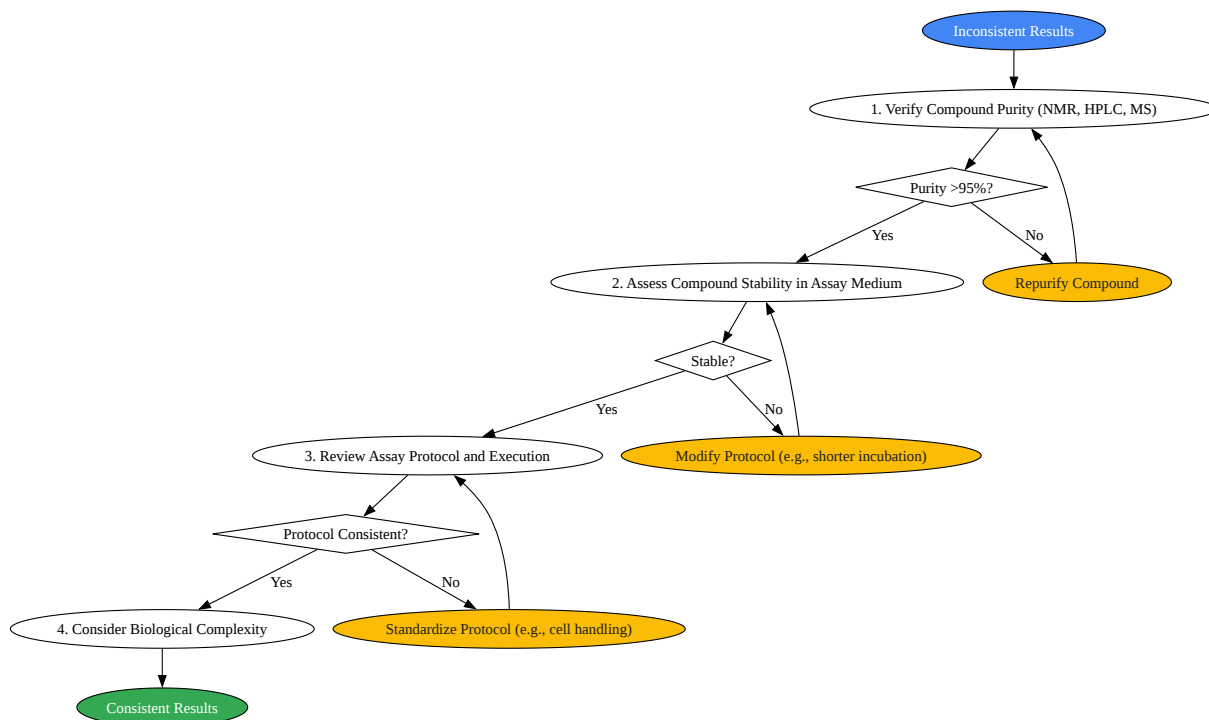 Inconsistent Results
1. Verify Compound Purity (NMR, HPLC, MS)
Purity >95%?
Yes
No
2. Assess Compound Stability in Assay Medium
Repurify Compound
Stable?
Yes
No
3. Review Assay Protocol and Execution
Modify Protocol (e.g., shorter incubation)
Protocol Consistent?
Yes
No
4. Consider Biological Complexity
Standardize Protocol (e.g., cell handling)
Consistent Results